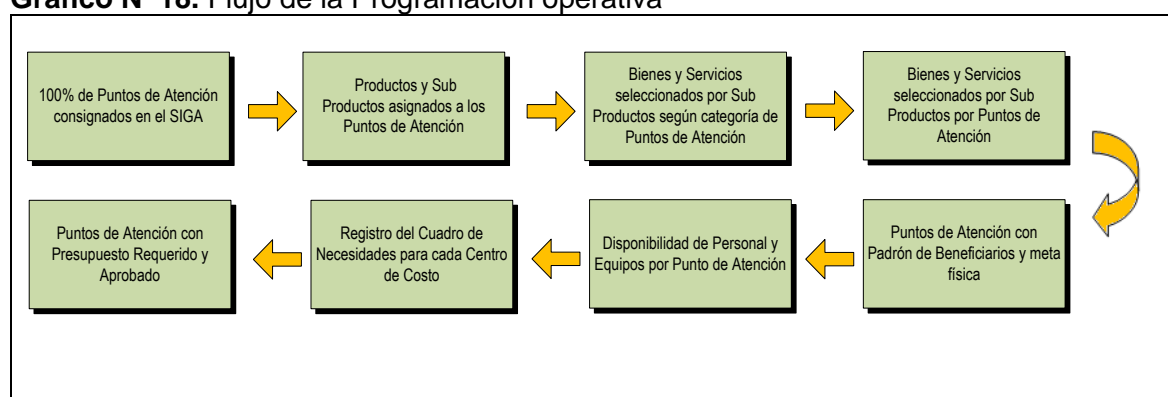 Gráfico N° 18. Flujo de la Programación operativa
100% de Puntos de Atención
consignados en el SIGA
Productos y Sub
Productos asignados a los
Puntos de Atención
Bienes y Servicios
seleccionados por Sub
Productos según categoría de
Puntos de Atención
Bienes y Servicios
seleccionados por Sub
Productos por Puntos de
Atención
Puntos de Atención con
Padrón de Beneficiarios y meta
física
Disponibilidad de Personal y
Equipos por Punto de Atención
Registro del Cuadro de
Necesidades para cada Centro
de Costo
Puntos de Atención con
Presupuesto Requerido y
Aprobado